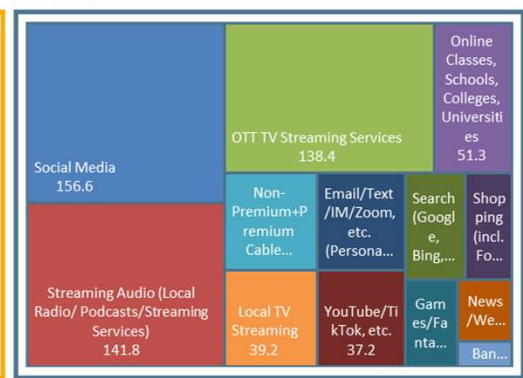 Social Media
156.6
Streaming Audio (Local
Radio/ Podcasts/Streaming
Services)
141.8
OTT TV Streaming Services
138.4
Online
Classes,
Schools,
Colleges,
Universiti
es
51.3
Non-
Premium+P
remium
Cable...
Email/Text
/IM/Zoom,
etc.
(Persona...
Search
(Googl
e,
Bing,...
Shop
ping
(incl.
Fo...
Local TV
Streaming
39.2
YouTube/Ti
kTok, etc.
37.2
Gam
es/Fa
nta...
News
/We...
Ban...